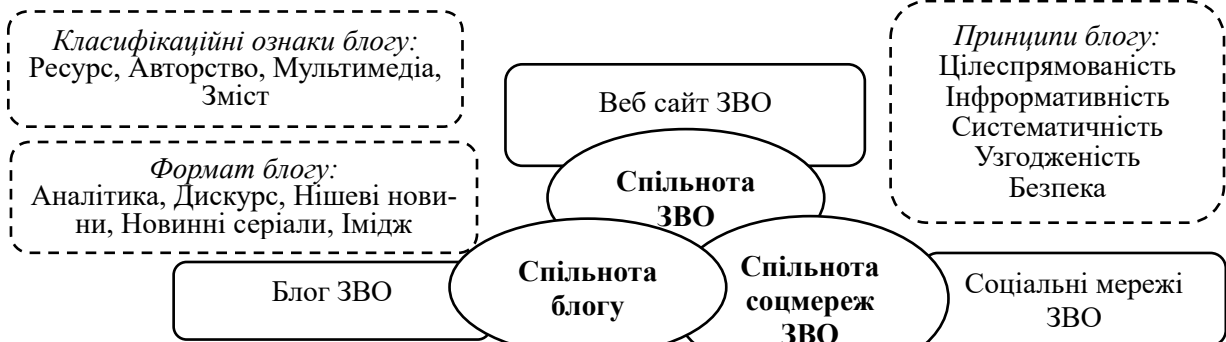 Класифікаційні ознаки блогу:
Ресурс, Авторство, Мультимедіа,
Зміст
Формат блогу:
Аналітика, Дискурс, Нішеві нови-
ни, Новинні серіали, Імідж
Веб сайт ЗВО
Принципи блогу:
Цілеспрямованість
Інфрормативність
Систематичність
Узгодженість
Безпека
Спільнота
ЗВО
Блог ЗВО
Спільнота
блогу
Спільнота
соцмереж
ЗВО
Соціальні мережі
ЗВО